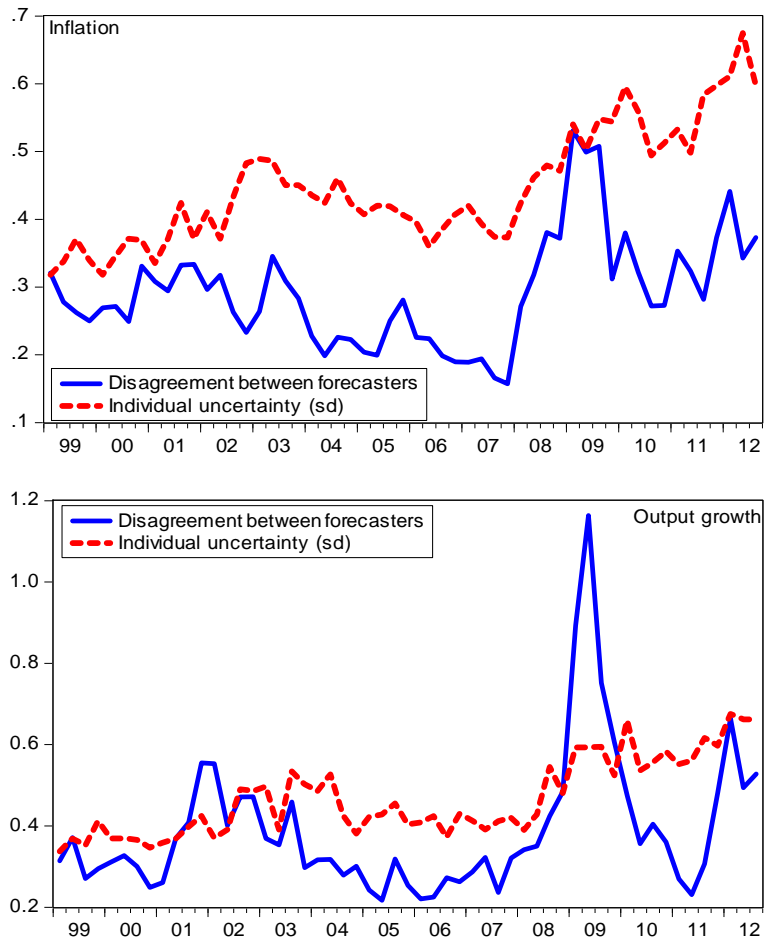 .7
Inflation
.6
.5
.4
.3
.2
Disagreement between forecasters
Individual uncertainty (sd)
.1
99 00 01 02 03 04 05 06 07 08 09 10 11 12
1.2
Disagreement between forecasters
Output growth
Individual uncertainty (sd)
1.0
0.8
0.6
0.4
0.2
99 00 01 02 03 04 05 06 07 08 09 10 11 12